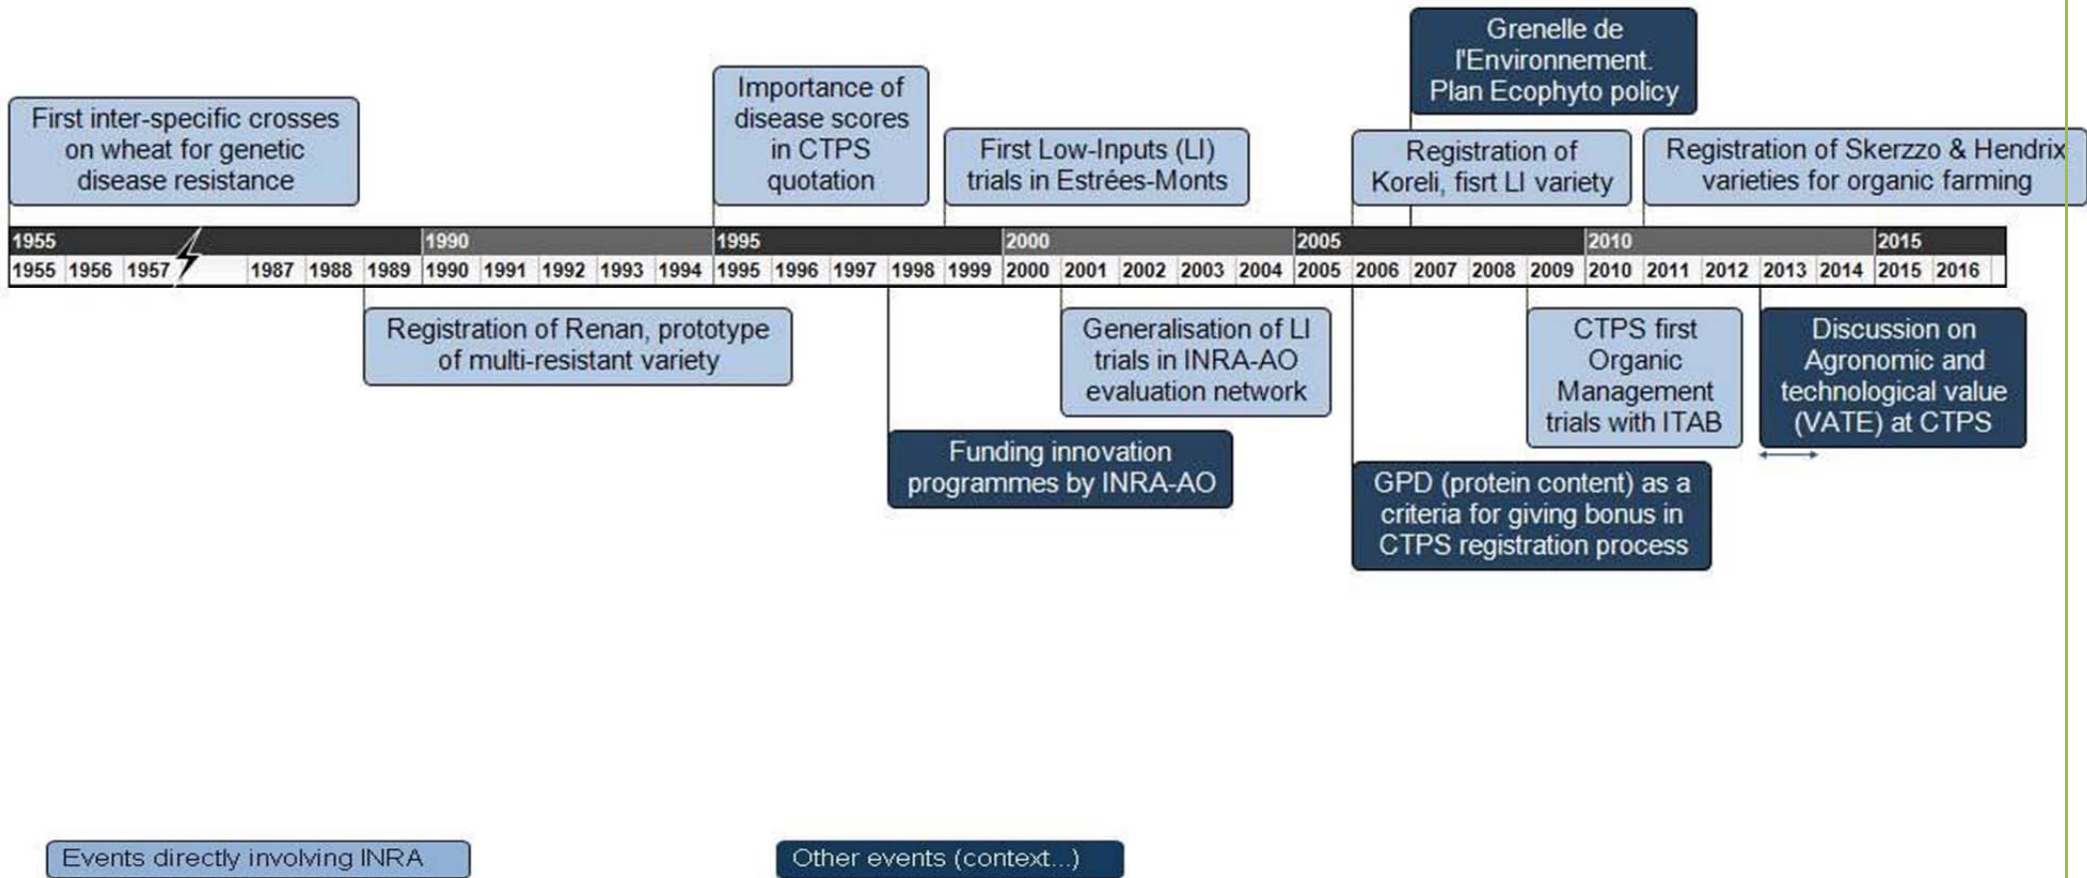 Grenelle de
l'Environnement.
Plan Ecophyto policy
Importance of
disease scores
in CTPS
quotation
First inter-specific crosses
on wheat for genetic
disease resistance
First Low-Inputs (LI)
trials in Estrées-Monts
Registration of
Koreli, fisrt LI variety
Registration of Skerzzo & Hendrix
varieties for organic farming
1955 1990 1995 2000 2005 2010 2015
1955 1956 1957 1987 1988 1989 1990 1991 1992 1993 1994 1995 1996 1997 1998 1999 2000 2001 2002 2003 2004 2005 2006 2007 2008 2009 2010 2011 2012 2013 2014 2015 2016
Registration of Renan, prototype
of multi-resistant variety
Generalisation of LI
trials in INRA-AO
evaluation network
CTPS first
Organic
Management
trials with ITAB
Discussion on
Agronomic and
technological value
(VATE) at CTPS
Funding innovation
programmes by INRA-AO
GPD (protein content) as a
criteria for giving bonus in
CTPS registration process
Events directly involving INRA
Other events (context...)